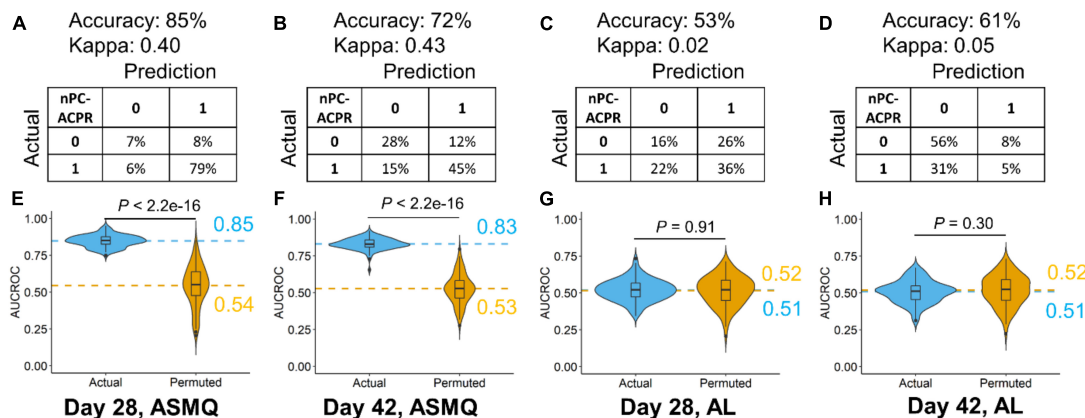 A
Accuracy: 85%
Kappa: 0.40
Prediction
Actual
nPC-ACPR 0 1
0 7% 8%
1 6% 79%
B
Accuracy: 72%
Kappa: 0.43
Prediction
nPC-ACPR 0 1
0 28% 12%
1 15% 45%
C
Accuracy: 53%
Kappa: 0.02
Prediction
Actual
nPC-ACPR 0 1
0 16% 26%
1 22% 36%
D
Accuracy: 61%
Kappa: 0.05
Prediction
Actual
nPC-ACPR 0 1
0 56% 8%
1 31% 5%
E
P < 2.2e-16
1.00
0.75
0.50
0.25
0.00
AUCROC
0.85
0.54
Actual Permuted
Day 28, ASMQ
F
P < 2.2e-16
1.00
0.75
0.50
0.25
0.00
AUCROC
0.83
0.53
Actual Permuted
Day 42, ASMQ
G
P = 0.91
1.00
0.75
0.50
0.25
0.00
AUCROC
0.52
0.51
Actual Permuted
Day 28, AL
H
P = 0.30
1.00
0.75
0.50
0.25
0.00
AUCROC
0.52
0.51
Actual Permuted
Day 42, AL